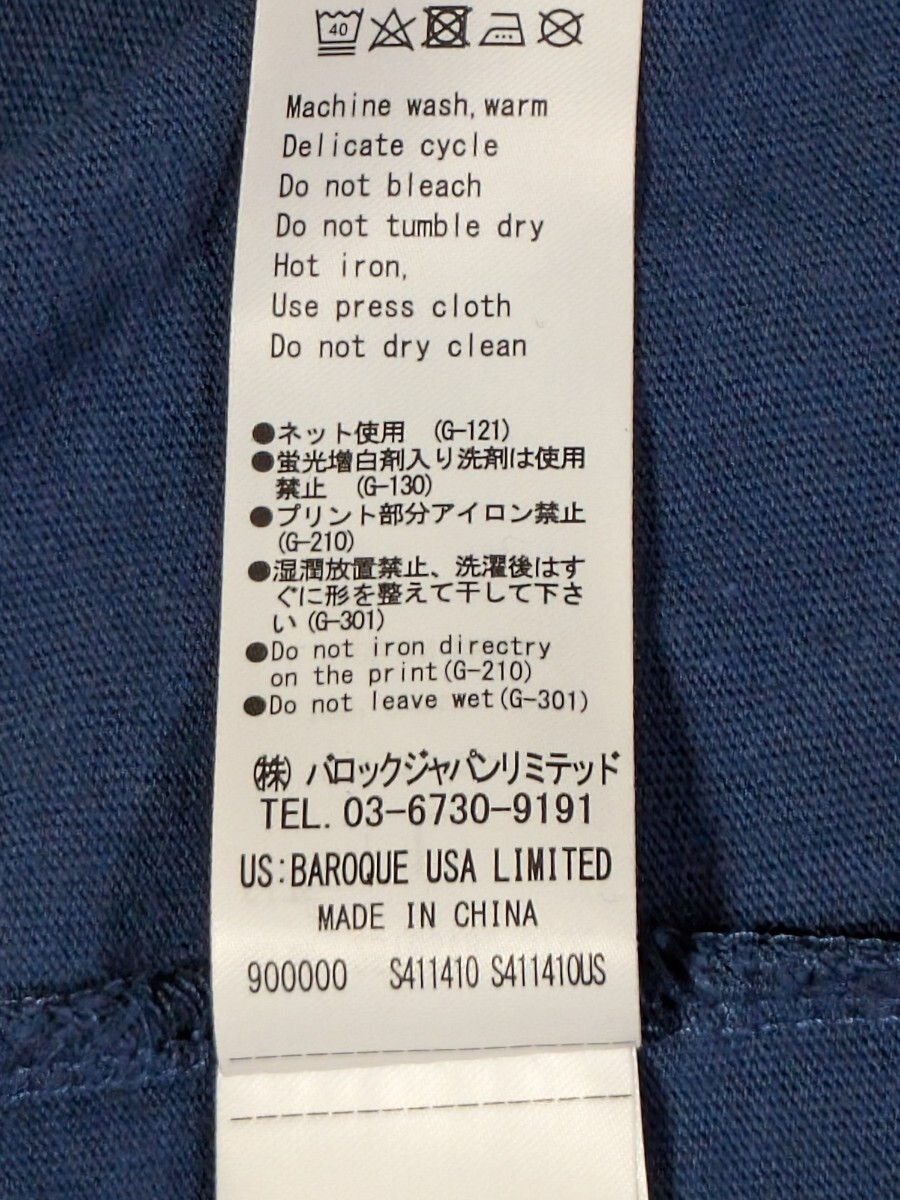 40
Machine wash,warm
Delicate cycle
Do not bleach
Do not tumble dry
Hot iron,
Use press cloth
Do not dry clean
●ネット使用 (G-121)
●蛍光増白剤入り洗剤は使用
禁止 (G-130)
●プリント部分アイロン禁止
(G-210)
●湿潤放置禁止、洗濯後はす
ぐに形を整えて干して下さ
い (G-301)
●Do not iron directry
on the print(G-210)
●Do not leave wet(G-301)
㈱ バロックジャパンリミテッド
TEL. 03-6730-9191
US:BAROQUE USA LIMITED
MADE IN CHINA
900000 S411410 S411410US